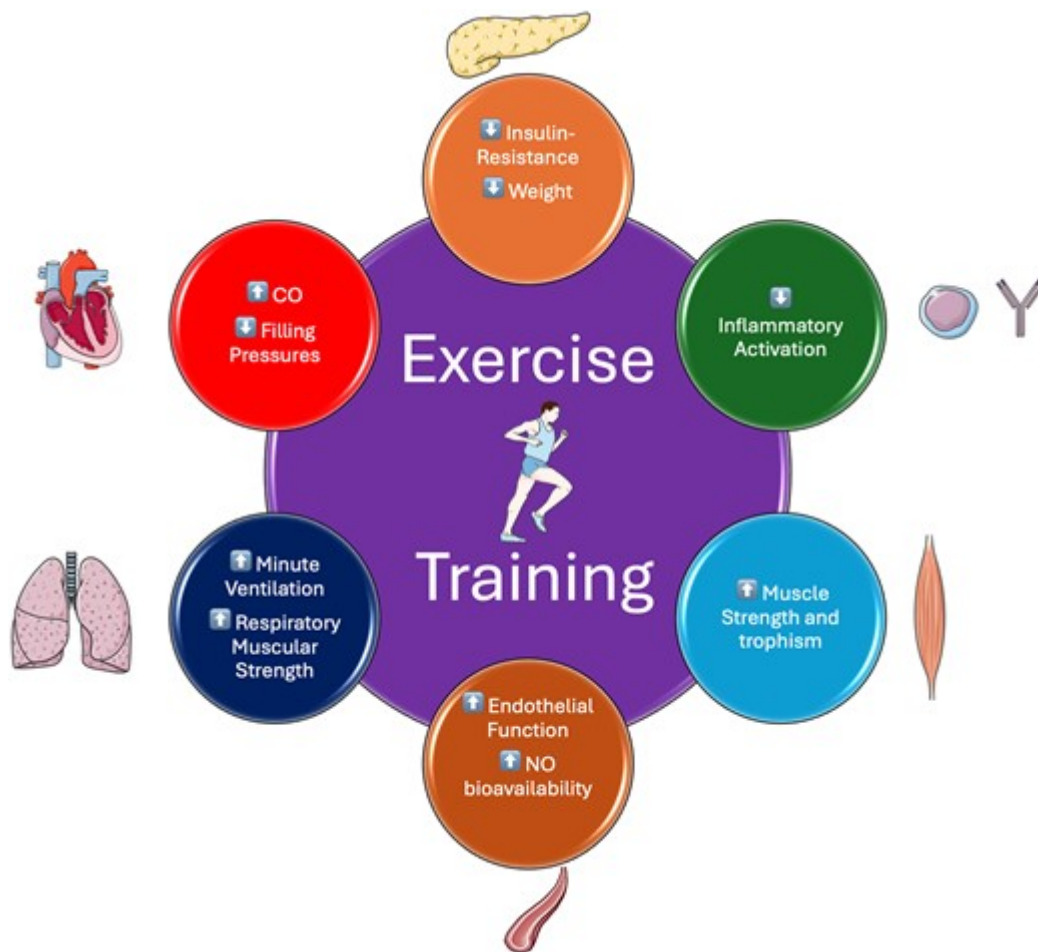 ⬇ Insulin-
Resistance
⬇ Weight
⬆ CO
⬇ Filling
Pressures
⬇
Inflammatory
Activation
Exercise
Training
⬆ Minute
Ventilation
⬆ Respiratory
Muscular
Strength
⬆ Muscle
Strength and
trophism
⬆ Endothelial
Function
⬆ NO
bioavailability